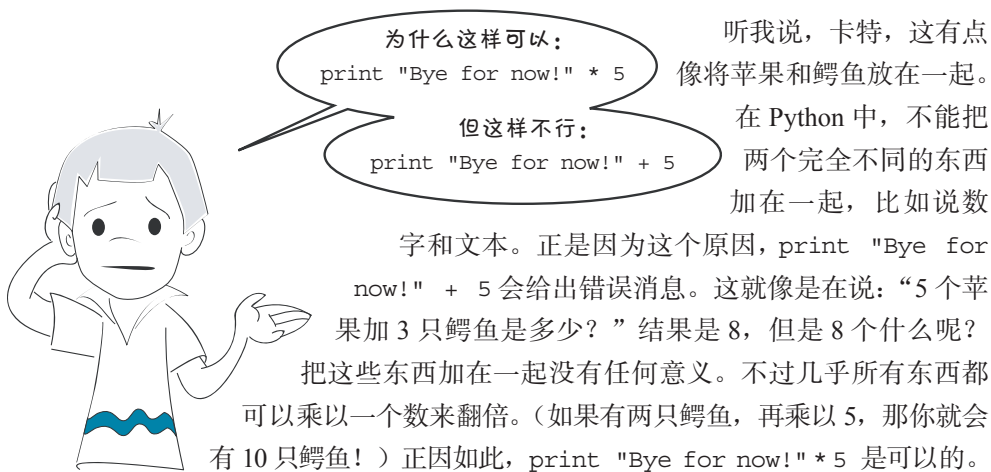 为什么这样可以：
print "Bye for now!" * 5
但这样不行：
print "Bye for now!" + 5
听我说，卡特，这有点
像将苹果和鳄鱼放在一起。
在 Python 中，不能把
两个完全不同的东西
加在一起，比如说数
字和文本。正是因为这个原因，print "Bye for
now!" + 5 会给出错误消息。这就像是在说：“5 个苹
果加 3 只鳄鱼是多少？”结果是 8，但是 8 个什么呢？
把这些东西加在一起没有任何意义。不过几乎所有东西都
可以乘以一个数来翻倍。（如果有两只鳄鱼，再乘以 5，那你就会
有 10 只鳄鱼！）正因如此，print "Bye for now!" * 5 是可以的。